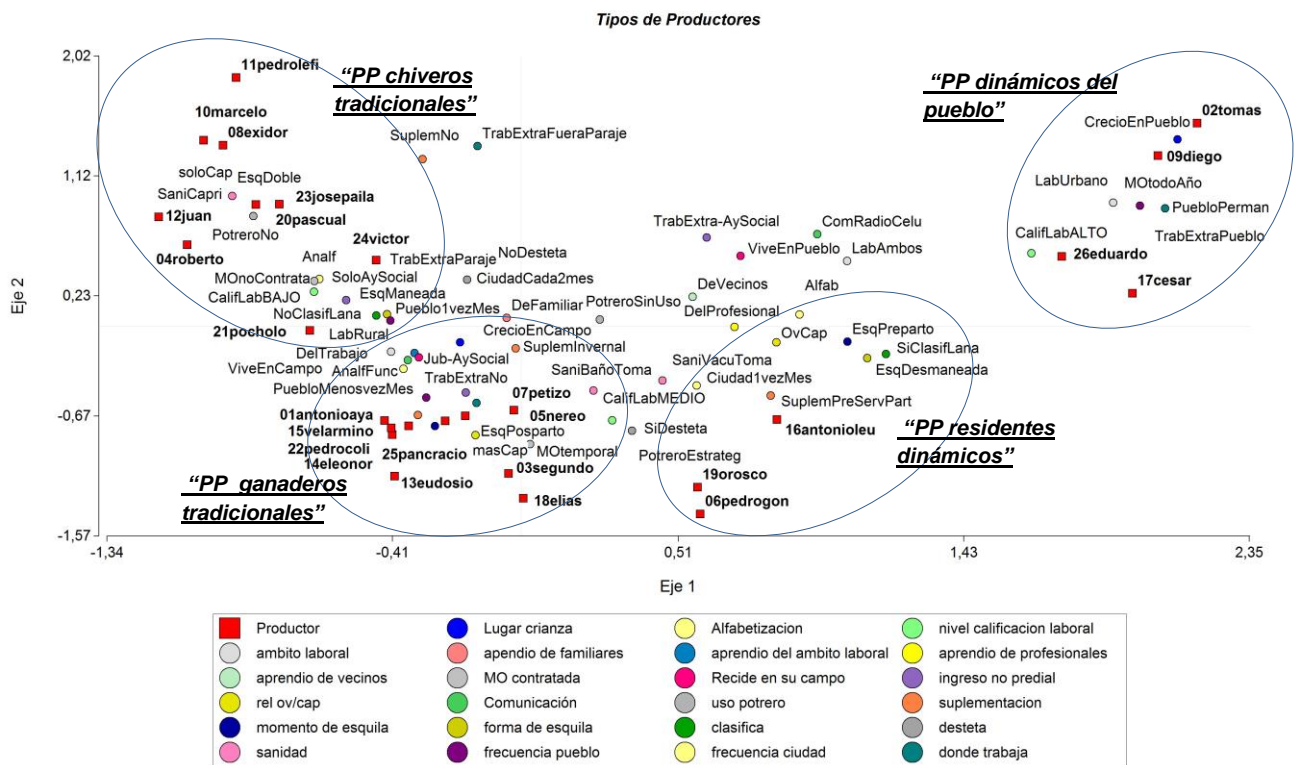 Tipos de Productores
2,02
11pedrolefi
“PP chiveros
tradicionales”
“PP dinámicos del
pueblo”
10marcelo
08exidor
SuplemNo
TrabExtraFueraParaje
CrecioEnPueblo
02tomas
09diego
1,12
soloCap
EsqDoble
SaniCapri
23josepaila
LabUrbano
MOtodoAño
12juan
20pascual
PuebloPerman
PotreroNo
TrabExtra-AySocial
ComRadioCelu
CalifLabALTO
TrabExtraPueblo
04roberto
24victor
ViveEnPueblo
LabAmbos
26eduardo
Analf
TrabExtraParaje
NoDesteta
MOnoContrata
SoloAySocial
CiudadCada2mes
DeVecinos
Alfab
17cesar
0,23
CalifLabBAJO
EsqManeada
NoClasifLana
Pueblo1vezMes
DeFamiliar
PotreroSinUso
DelProfesional
21pocholo
LabRural
CrecioEnCampo
OvCap
EsqPreparto
DelTrabajo
SuplemInvernal
SaniVacuToma
SiClasifLana
ViveEnCampo
AnalfFunc
Jub-AySocial
SaniBañoToma
EsqDesmaneada
PuebloMenosvezMes
TrabExtraNo
Ciudad1vezMes
07petizo
CalifLabMEDIO
SuplemPreServPart
-0,67
01antonioaya
05nereo
16antonioleu
15velarmino
EsqPosparto
SiDesteta
“PP residentes
dinámicos”
22pedrocoli
25pancracio
masCap
MOtemporal
PotreroEstrateg
14eleonor
03segundo
19orosco
“PP ganaderos
tradicionales”
13eudosio
18elias
06pedrogon
-1,57
-1,34
-0,41
0,51
1,43
2,35
Eje 2
Eje 1
Productor
Lugar crianza
Alfabetizacion
nivel calificacion laboral
ambito laboral
apendio de familiares
aprendio del ambito laboral
aprendio de profesionales
aprendio de vecinos
MO contratada
Recide en su campo
ingreso no predial
rel ov/cap
Comunicación
uso potrero
suplementacion
momento de esquila
forma de esquila
clasifica
desteta
sanidad
frecuencia pueblo
frecuencia ciudad
donde trabaja